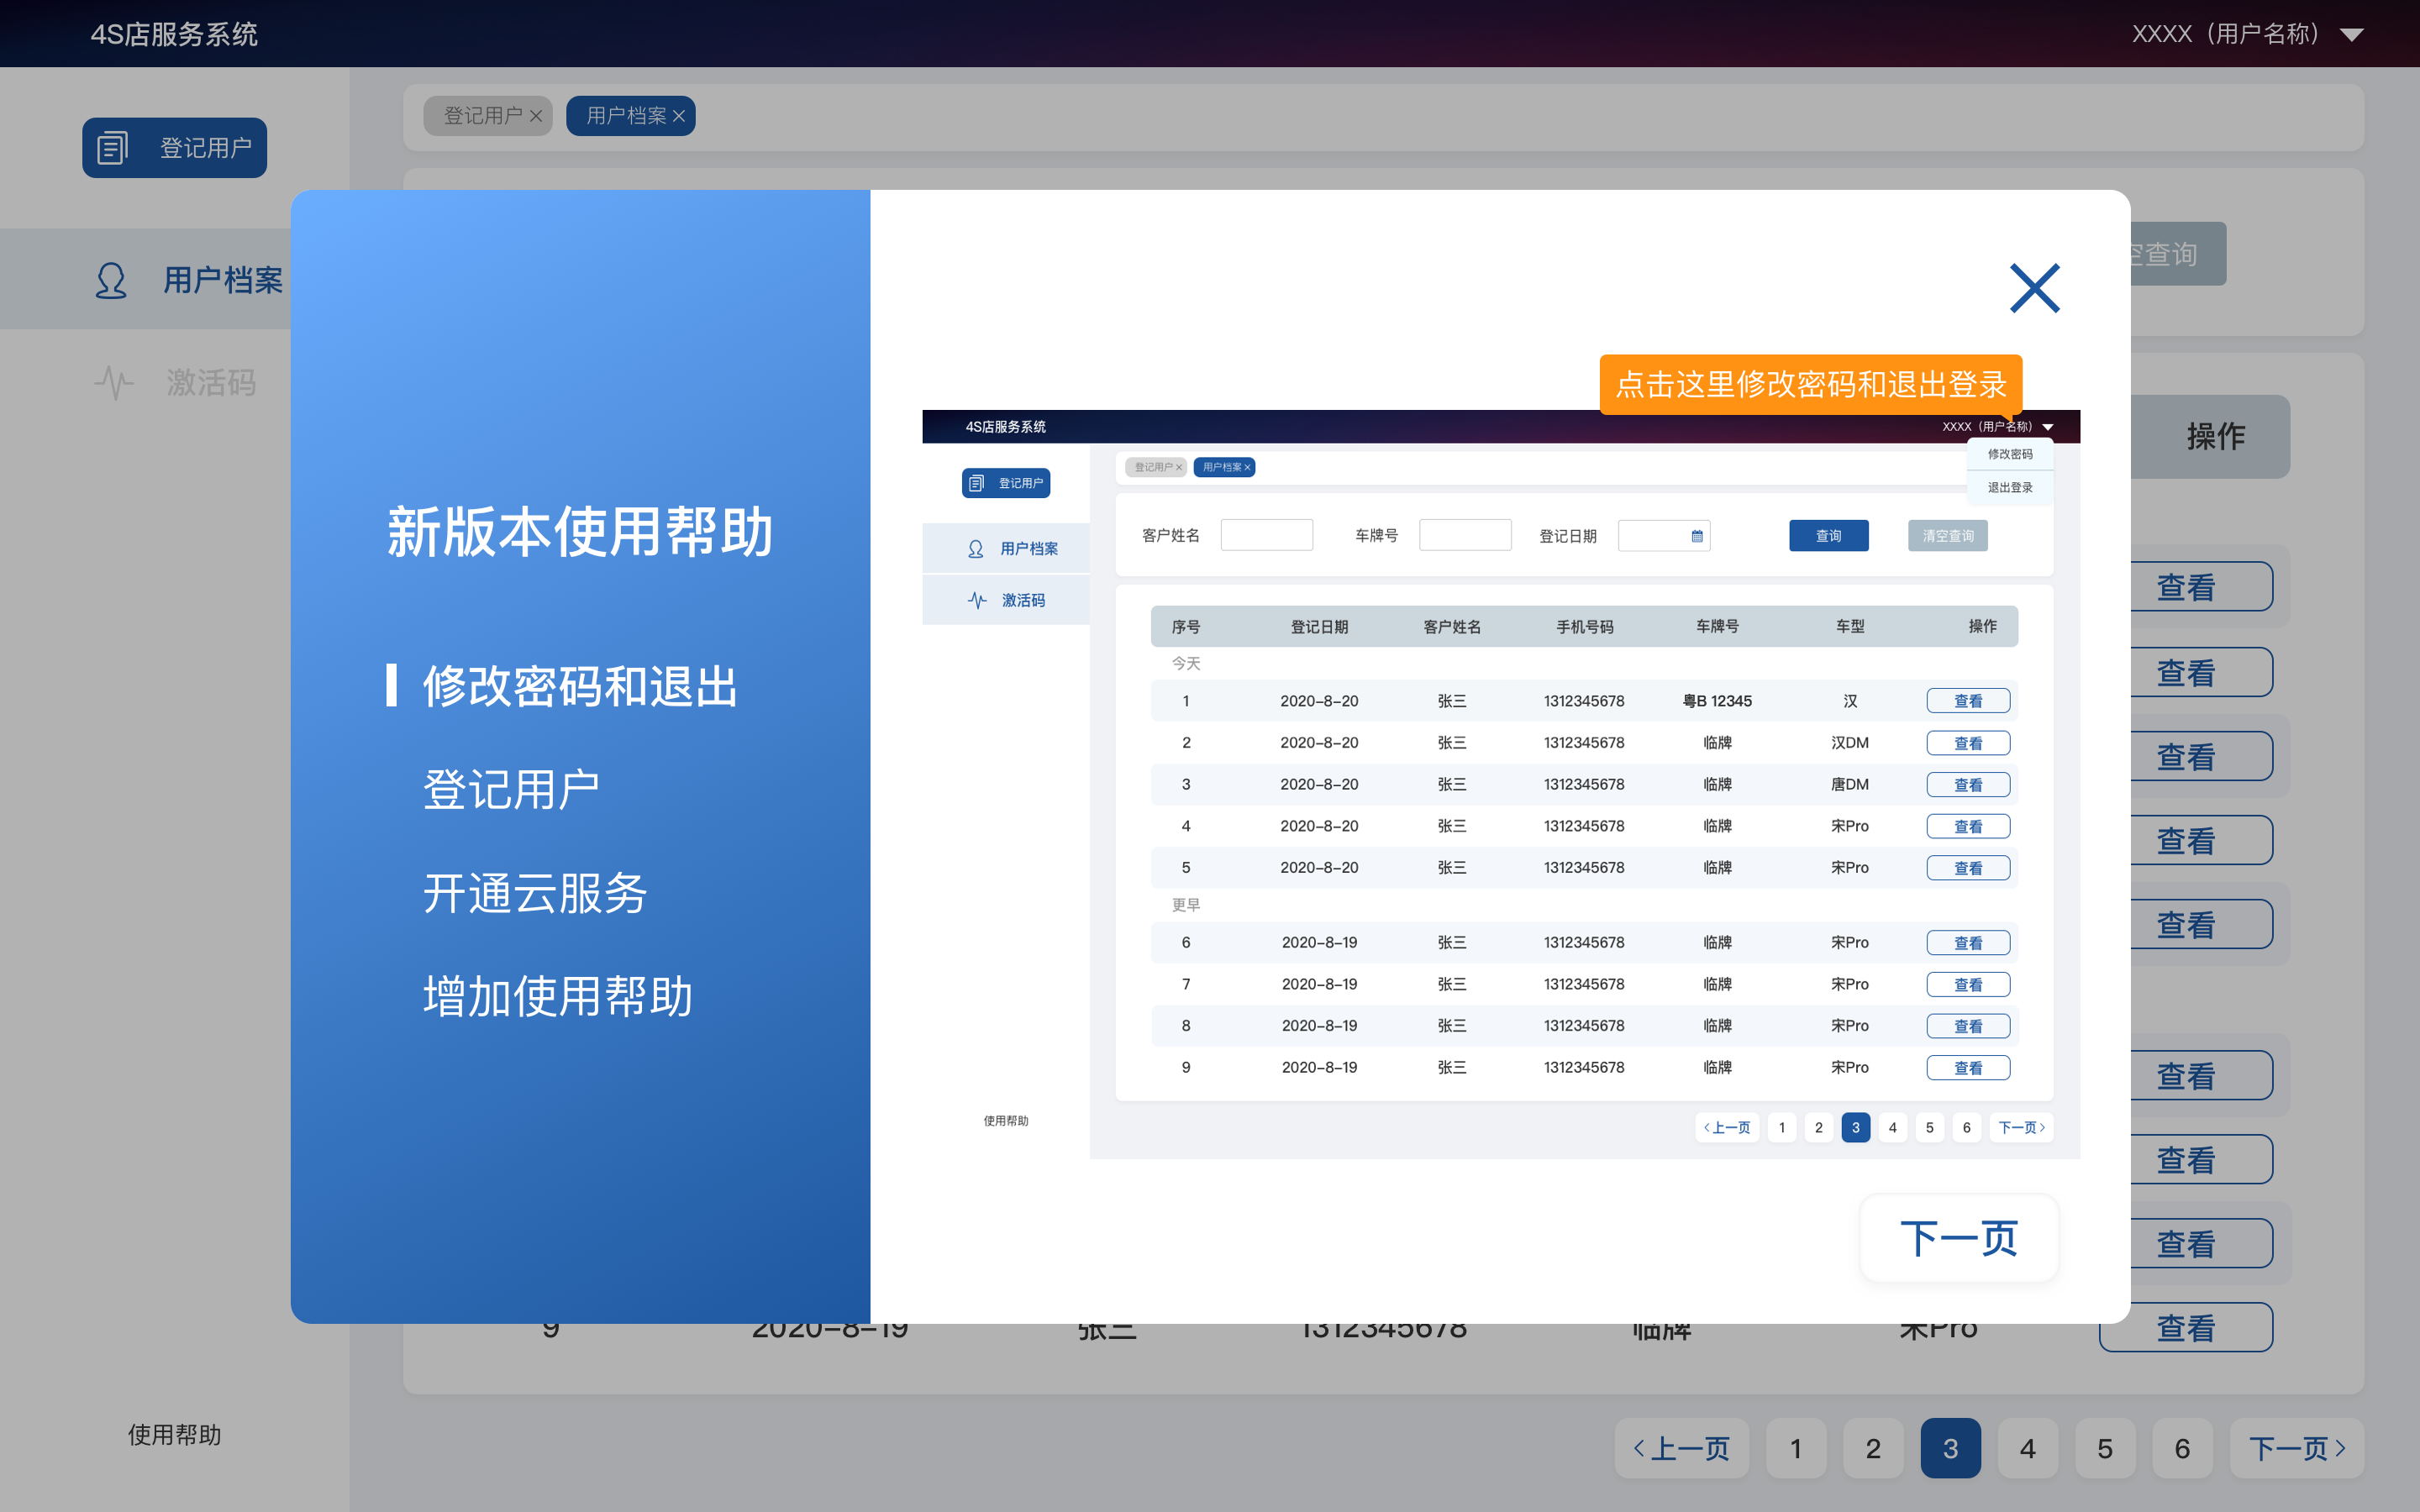 4S店服务系统
XXXX（用户名称）
登记用户
用户档案
激活码
使用帮助
登记用户
用户档案
查询
操作
查看
查看
查看
查看
查看
查看
查看
查看
9 2020-8-19 张三 1312345678 临牌 宋Pro 查看
上一页 1 2 3 4 5 6 下一页
新版本使用帮助
修改密码和退出
登记用户
开通云服务
增加使用帮助
点击这里修改密码和退出登录
4S店服务系统
XXXX（用户名称）
修改密码
退出登录
登记用户
用户档案
激活码
使用帮助
登记用户 用户档案
客户姓名 车牌号 登记日期 查询 清空查询
序号 登记日期 客户姓名 手机号码 车牌号 车型 操作
今天
1 2020-8-20 张三 1312345678 粤B 12345 汉 查看
2 2020-8-20 张三 1312345678 临牌 汉DM 查看
3 2020-8-20 张三 1312345678 临牌 唐DM 查看
4 2020-8-20 张三 1312345678 临牌 宋Pro 查看
5 2020-8-20 张三 1312345678 临牌 宋Pro 查看
更早
6 2020-8-19 张三 1312345678 临牌 宋Pro 查看
7 2020-8-19 张三 1312345678 临牌 宋Pro 查看
8 2020-8-19 张三 1312345678 临牌 宋Pro 查看
9 2020-8-19 张三 1312345678 临牌 宋Pro 查看
上一页 1 2 3 4 5 6 下一页
下一页